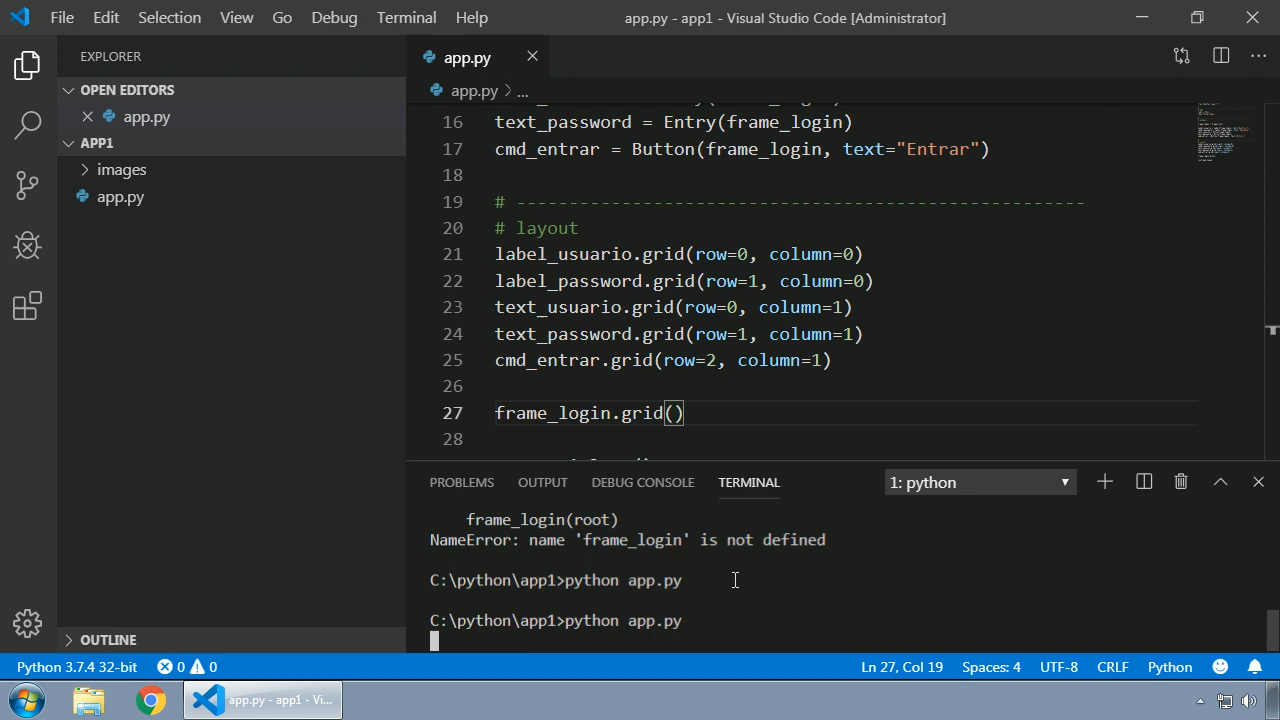 File Edit Selection View Go Debug Terminal Help
app.py - app1 - Visual Studio Code [Administrator]
EXPLORER
OPEN EDITORS
app.py
APP1
images
app.py
OUTLINE
app.py
app.py > ...
16 text_password = Entry(frame_login)
17 cmd_entrar = Button(frame_login, text="Entrar")
18
19 # ------------------------------------------------------
20 # layout
21 label_usuario.grid(row=0, column=0)
22 label_password.grid(row=1, column=0)
23 text_usuario.grid(row=0, column=1)
24 text_password.grid(row=1, column=1)
25 cmd_entrar.grid(row=2, column=1)
26
27 frame_login.grid()
28
PROBLEMS OUTPUT DEBUG CONSOLE TERMINAL 1: python
frame_login(root)
NameError: name 'frame_login' is not defined
C:\python\app1>python app.py
C:\python\app1>python app.py
Python 3.7.4 32-bit 0 0 Ln 27, Col 19 Spaces: 4 UTF-8 CRLF Python
app.py - app1 - Vi...